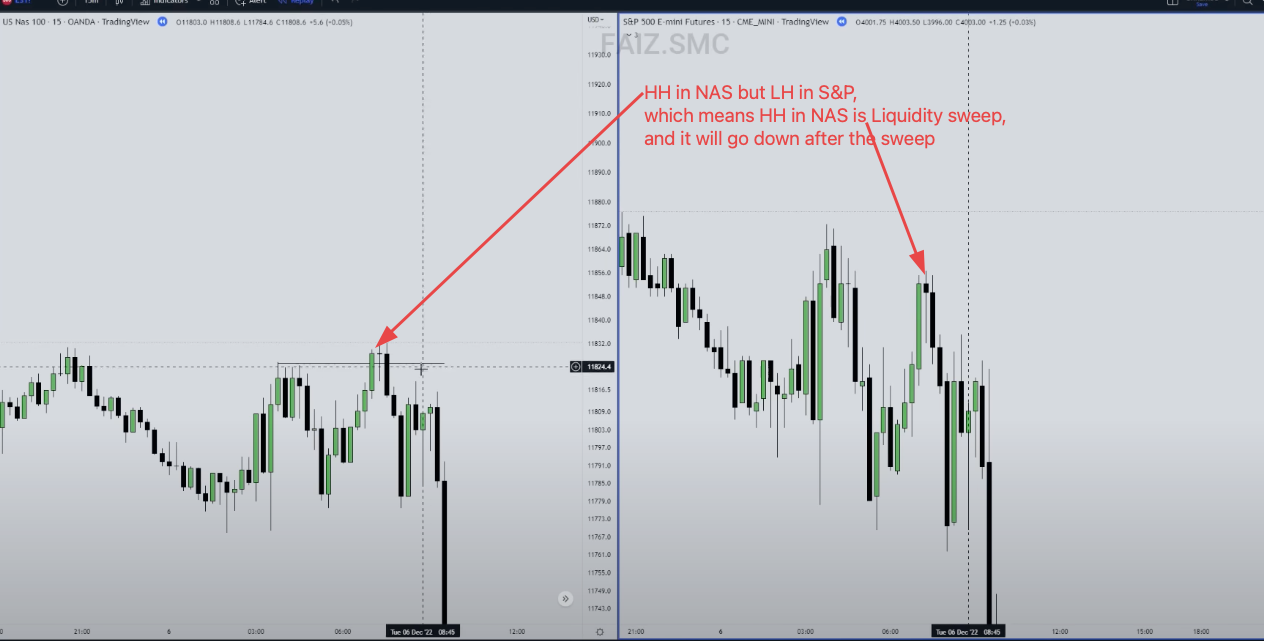 15m Indicators Alert Replay
Save
US Nas 100 · 15 · OANDA · TradingView O11803.0 H11808.6 L11784.6 C11808.6 +5.6 (+0.05%)
USD
S&P 500 E-mini Futures · 15 · CME_MINI · TradingView O4001.75 H4003.50 L3996.00 C4003.00 +1.25 (+0.03%)
FAIZ.SMC
HH in NAS but LH in S&P,
which means HH in NAS is Liquidity sweep,
and it will go down after the sweep
11930.0
11920.0
11910.0
11900.0
11890.0
11880.0
11872.0
11864.0
11856.0
11848.0
11840.0
11832.0
11824.4
11816.5
11809.0
11803.0
11797.0
11791.0
11785.0
11779.0
11773.0
11767.0
11761.0
11755.0
11749.0
11743.0
21:00 6 03:00 06:00 Tue 06 Dec '22 08:45 12:00
21:00 6 03:00 06:00 Tue 06 Dec '22 08:45 12:00 15:00 18:00